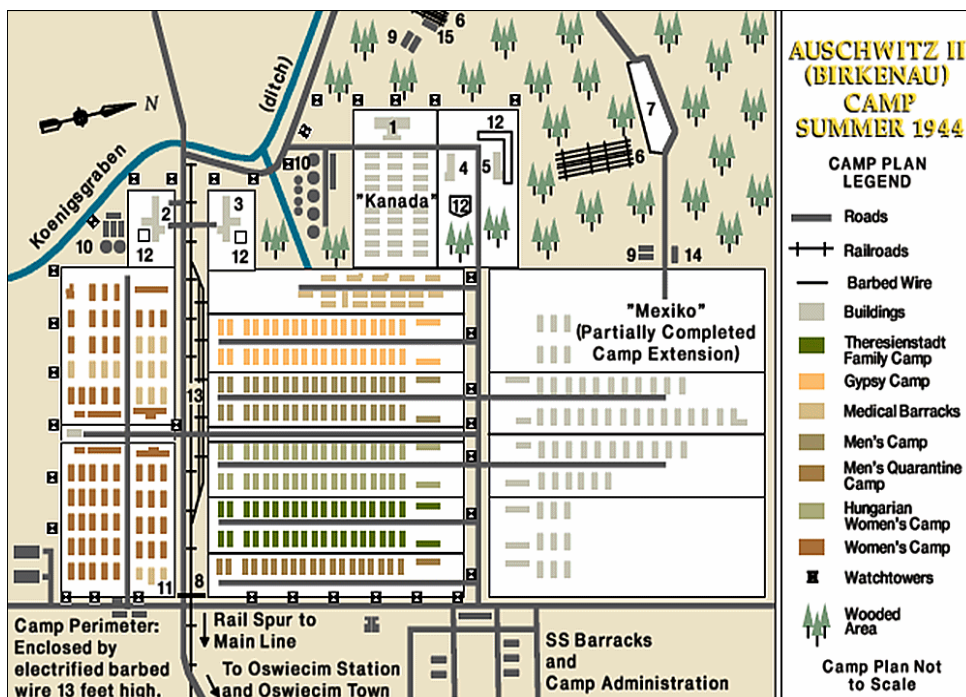 AUSCHWITZ II
(BIRKENAU)
CAMP
SUMMER 1944
CAMP PLAN
LEGEND
Roads
Railroads
Barbed Wire
Buildings
Theresienstadt
Family Camp
Gypsy Camp
Medical Barracks
Men's Camp
Men's Quarantine
Camp
Hungarian
Women's Camp
Women's Camp
Watchtowers
Wooded
Area
Camp Plan Not
to Scale
6
9
15
(ditch)
N
7
12
1
6
10
4
5
Koenigsgraben
"Kanada"
12
2
3
10
12
12
9
14
"Mexiko"
(Partially Completed
Camp Extension)
13
11
8
Camp Perimeter:
Enclosed by
electrified barbed
wire 13 feet high.
Rail Spur to
Main Line
To Oswiecim Station
and Oswiecim Town
SS Barracks
and
Camp Administration